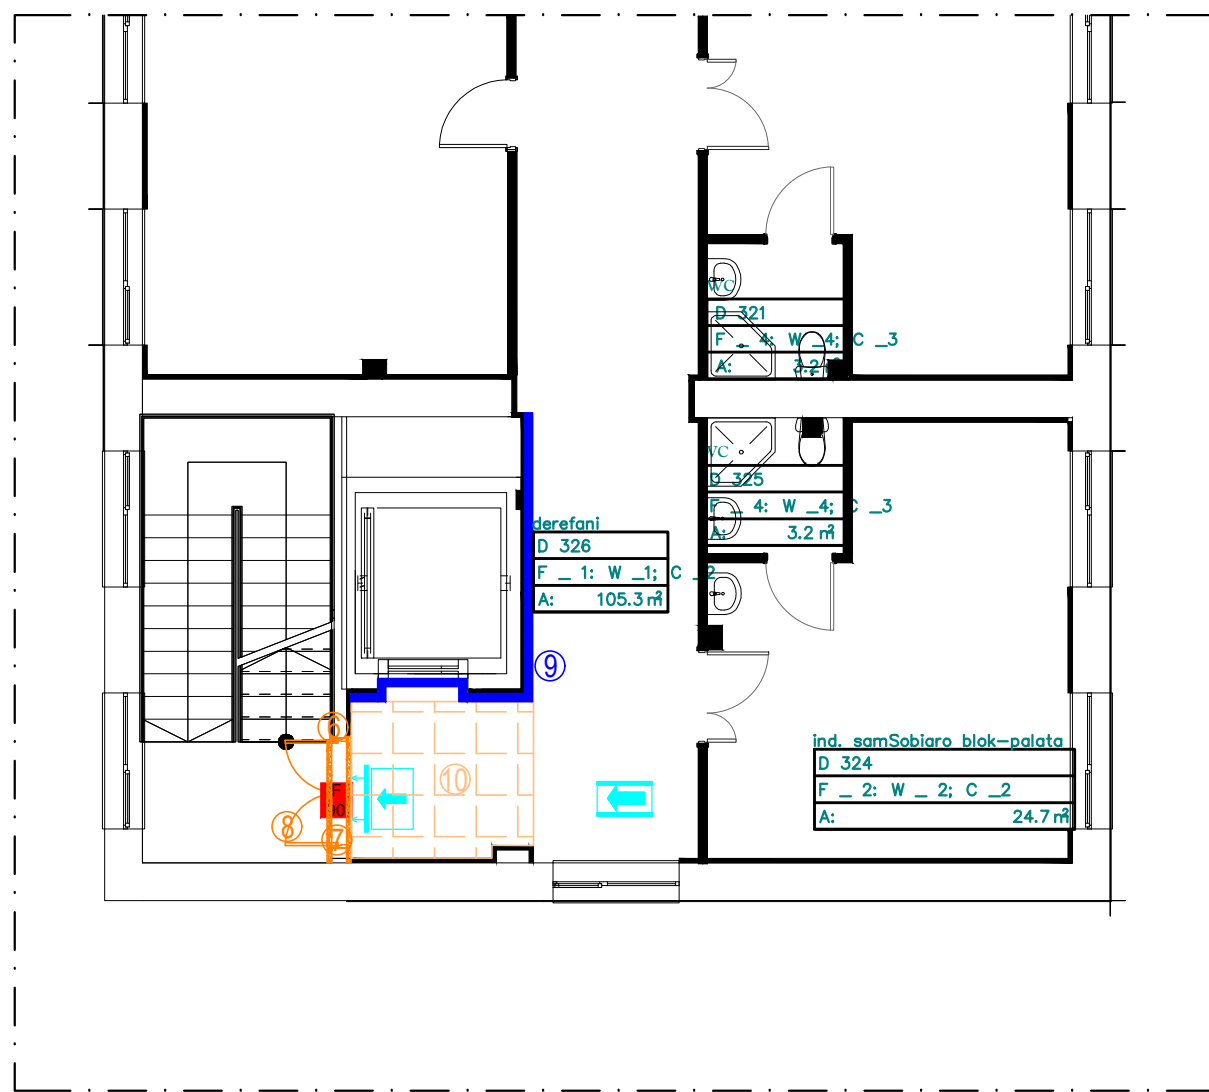 WC
D 321
F _ 4: W _4; C _3
A: 3.2 m²
WC
D 325
F _ 4: W _4; C _3
A: 3.2 m²
derefani
D 326
F _ 1: W _1; C _2
A: 105.3 m²
9
6
10
F
8
7
ind. samSobiaro blok-palata
D 324
F _ 2: W _ 2; C _2
A: 24.7 m²